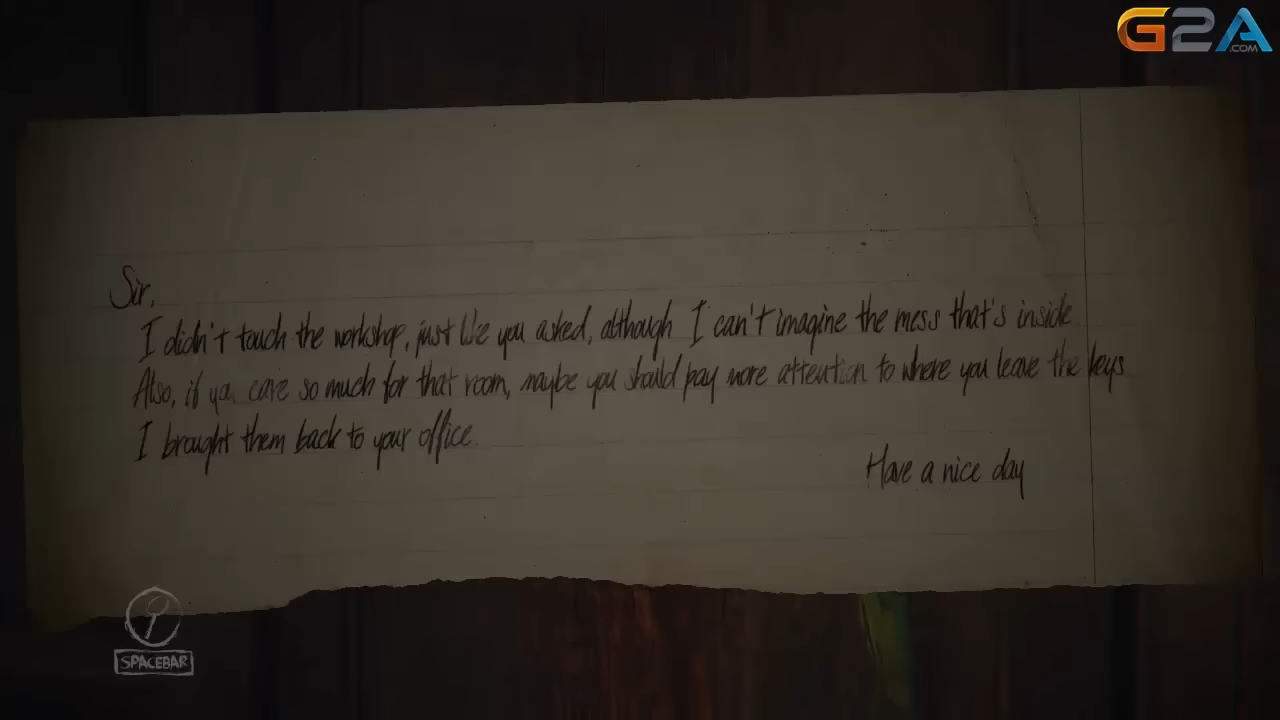 G2A
.COM
Sir,
I didn't touch the workshop, just like you asked, although I can't imagine the mess that's inside.
Also, if you care so much for that room, maybe you should pay more attention to where you leave the keys.
I brought them back to your office.
Have a nice day
SPACEBAR